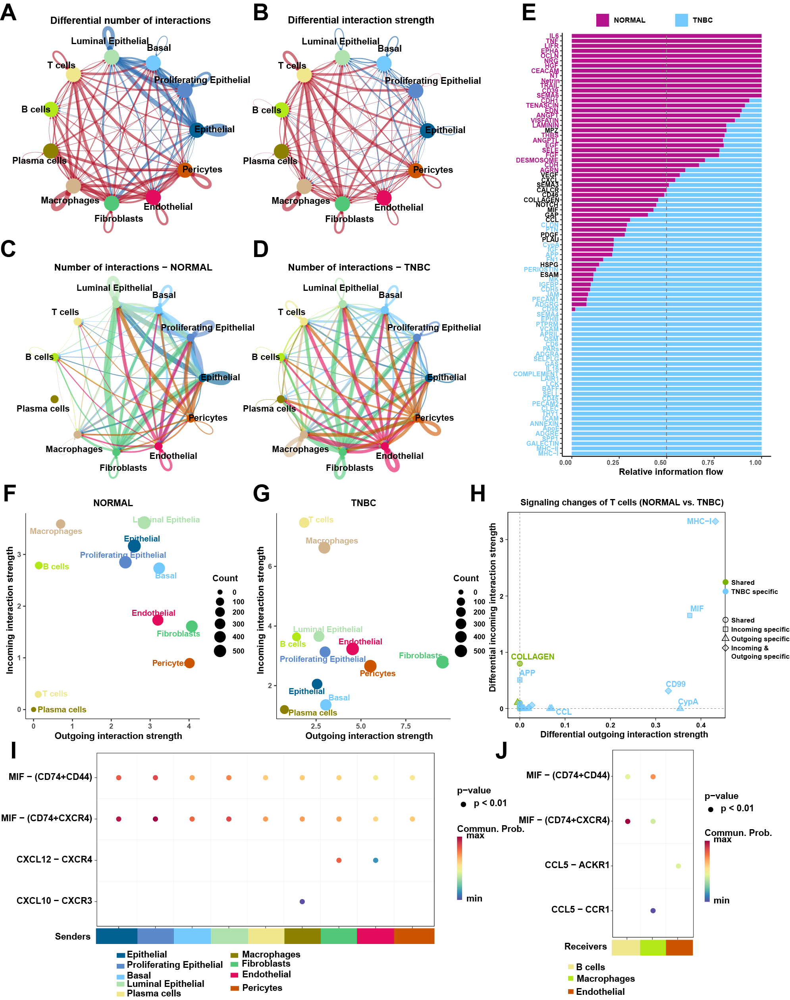 A
Differential number of interactions
Luminal Epithelial
Basal
T cells
Proliferating Epithelial
B cells
Epithelial
Plasma cells
Pericytes
Macrophages
Endothelial
Fibroblasts
B
Differential interaction strength
Luminal Epithelial
Basal
T cells
Proliferating Epithelial
B cells
Epithelial
Plasma cells
Pericytes
Macrophages
Endothelial
Fibroblasts
C
Number of interactions − NORMAL
Luminal Epithelial
Basal
T cells
Proliferating Epithelial
B cells
Epithelial
Plasma cells
Pericytes
Macrophages
Endothelial
Fibroblasts
D
Number of interactions − TNBC
Luminal Epithelial
Basal
T cells
Proliferating Epithelial
B cells
Epithelial
Plasma cells
Pericytes
Macrophages
Endothelial
Fibroblasts
E
NORMAL
TNBC
IL6
TNF
LIFR
EPHA
OCLN
NRG
HGF
CEACAM
NT
Netrin
TRAIL
CD39
SEMA6
CDH1
TENASCIN
EDN
ANGPT
VISFATIN
LAMININ
MPZ
THBS
ANGPTL
EGF
SELE
FGF
DESMOSOME
CDH
AGRN
VEGF
CXCL
SEMA3
CALCR
CD46
COLLAGEN
NOTCH
MIF
GAP
CCL
CLDN
PTN
PDGF
PLAU
CypA
IGF
APP
FN1
HSPG
PERIOSTIN
ESAM
MK
IGFBP
CDH5
JAM
PECAM1
ADGRG
CD99
SEMA4
EPHB
PTPRM
VCAM
APRIL
OSM
CD6
PARs
ADGRA
SELPLG
GAS
IL16
COMPLEMENT
LAIR1
LCK
BAFF
SELL
CD45
PECAM2
CLEC
THY1
ICAM
ANNEXIN
ApoE
ADGRE
SPP1
GALECTIN
MHC−II
MHC−I
0.00 0.25 0.50 0.75 1.00
Relative information flow
F
NORMAL
Incoming interaction strength
3
2
1
0
Macrophages
Luminal Epithelia
Epithelial
Proliferating Epithelial
B cells
Basal
Endothelial
Fibroblasts
Pericytes
T cells
Plasma cells
0 1 2 3 4
Outgoing interaction strength
Count
0
100
200
300
400
500
G
TNBC
Incoming interaction strength
6
4
2
T cells
Macrophages
Luminal Epithelial
B cells
Endothelial
Proliferating Epithelial
Fibroblasts
Pericytes
Epithelial
Basal
Plasma cells
2.5 5.0 7.5
Outgoing interaction strength
Count
0
100
200
300
400
500
H
Signaling changes of T cells (NORMAL vs. TNBC)
Differential incoming interaction strength
3
2
1
0
MHC−I
MIF
COLLAGEN
APP
CD99
CypA
CCL
0.0 0.1 0.2 0.3 0.4
Differential outgoing interaction strength
Shared
TNBC specific
Shared
Incoming specific
Outgoing specific
Incoming &
Outgoing specific
I
MIF − (CD74+CD44)
MIF − (CD74+CXCR4)
CXCL12 − CXCR4
CXCL10 − CXCR3
Senders
Epithelial
Proliferating Epithelial
Basal
Luminal Epithelial
Plasma cells
Macrophages
Fibroblasts
Endothelial
Pericytes
p−value
p < 0.01
Commun. Prob.
max
min
J
MIF − (CD74+CD44)
MIF − (CD74+CXCR4)
CCL5 − ACKR1
CCL5 − CCR1
Receivers
B cells
Macrophages
Endothelial
p−value
p < 0.01
Commun. Prob.
max
min